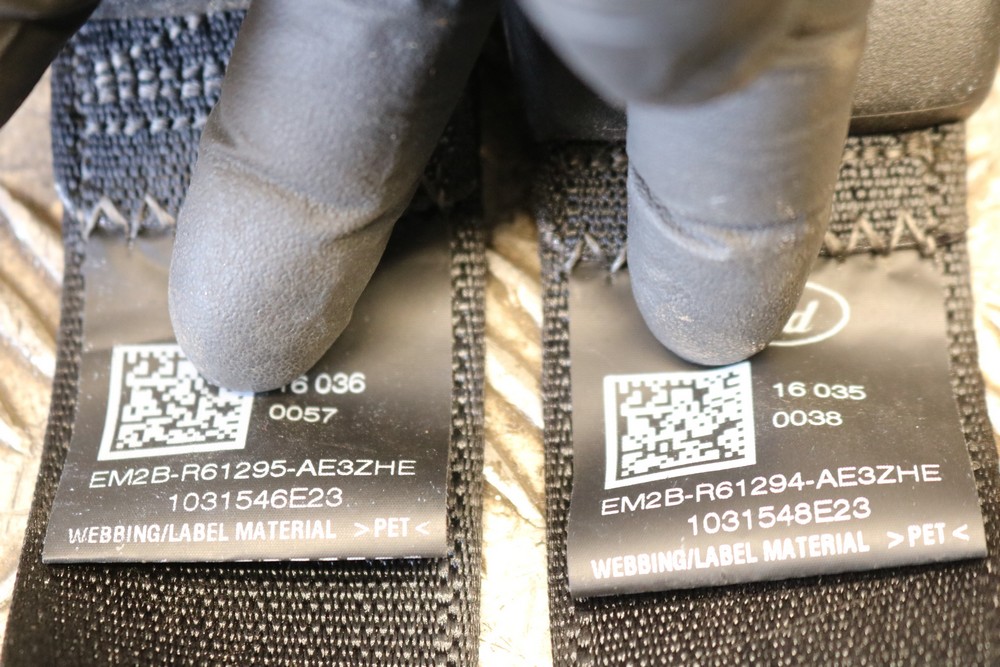 16 036
0057
EM2B-R61295-AE3ZHE
1031546E23
WEBBING/LABEL MATERIAL >PET<
16 035
0038
EM2B-R61294-AE3ZHE
1031548E23
WEBBING/LABEL MATERIAL >PET<